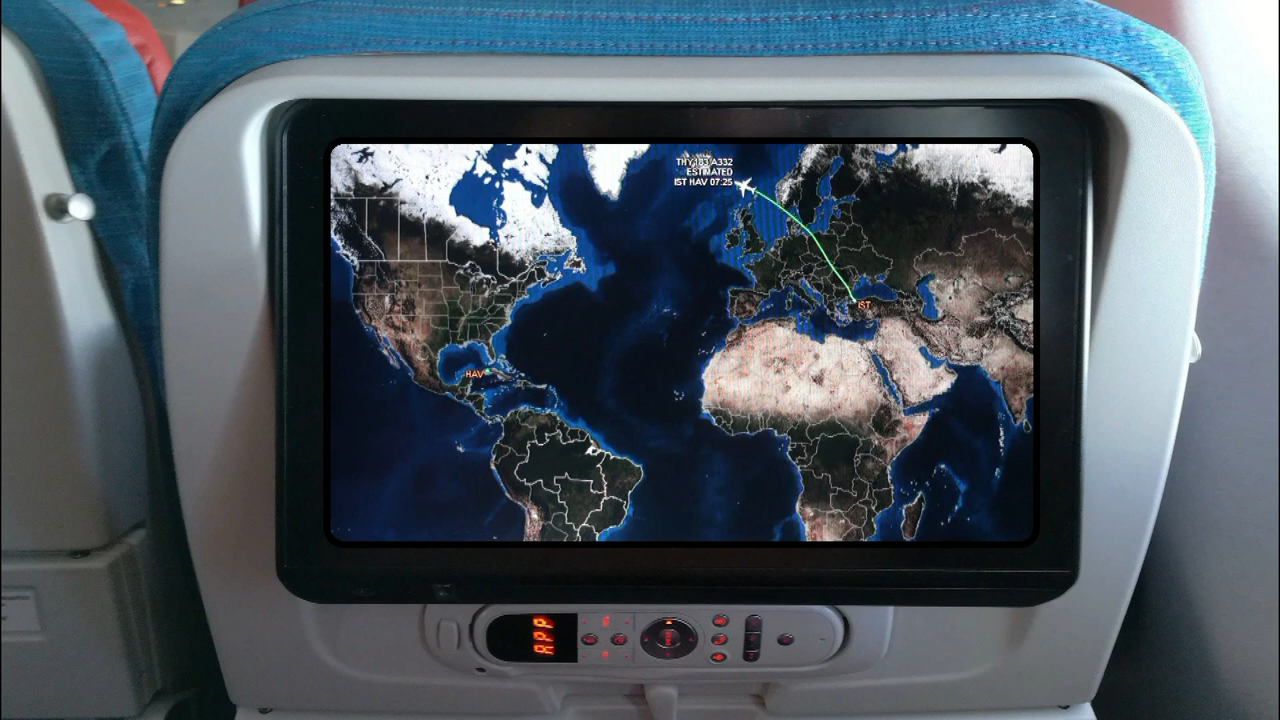 THY183 A332
ESTIMATED
IST HAV 07:25
IST
HAV
APP